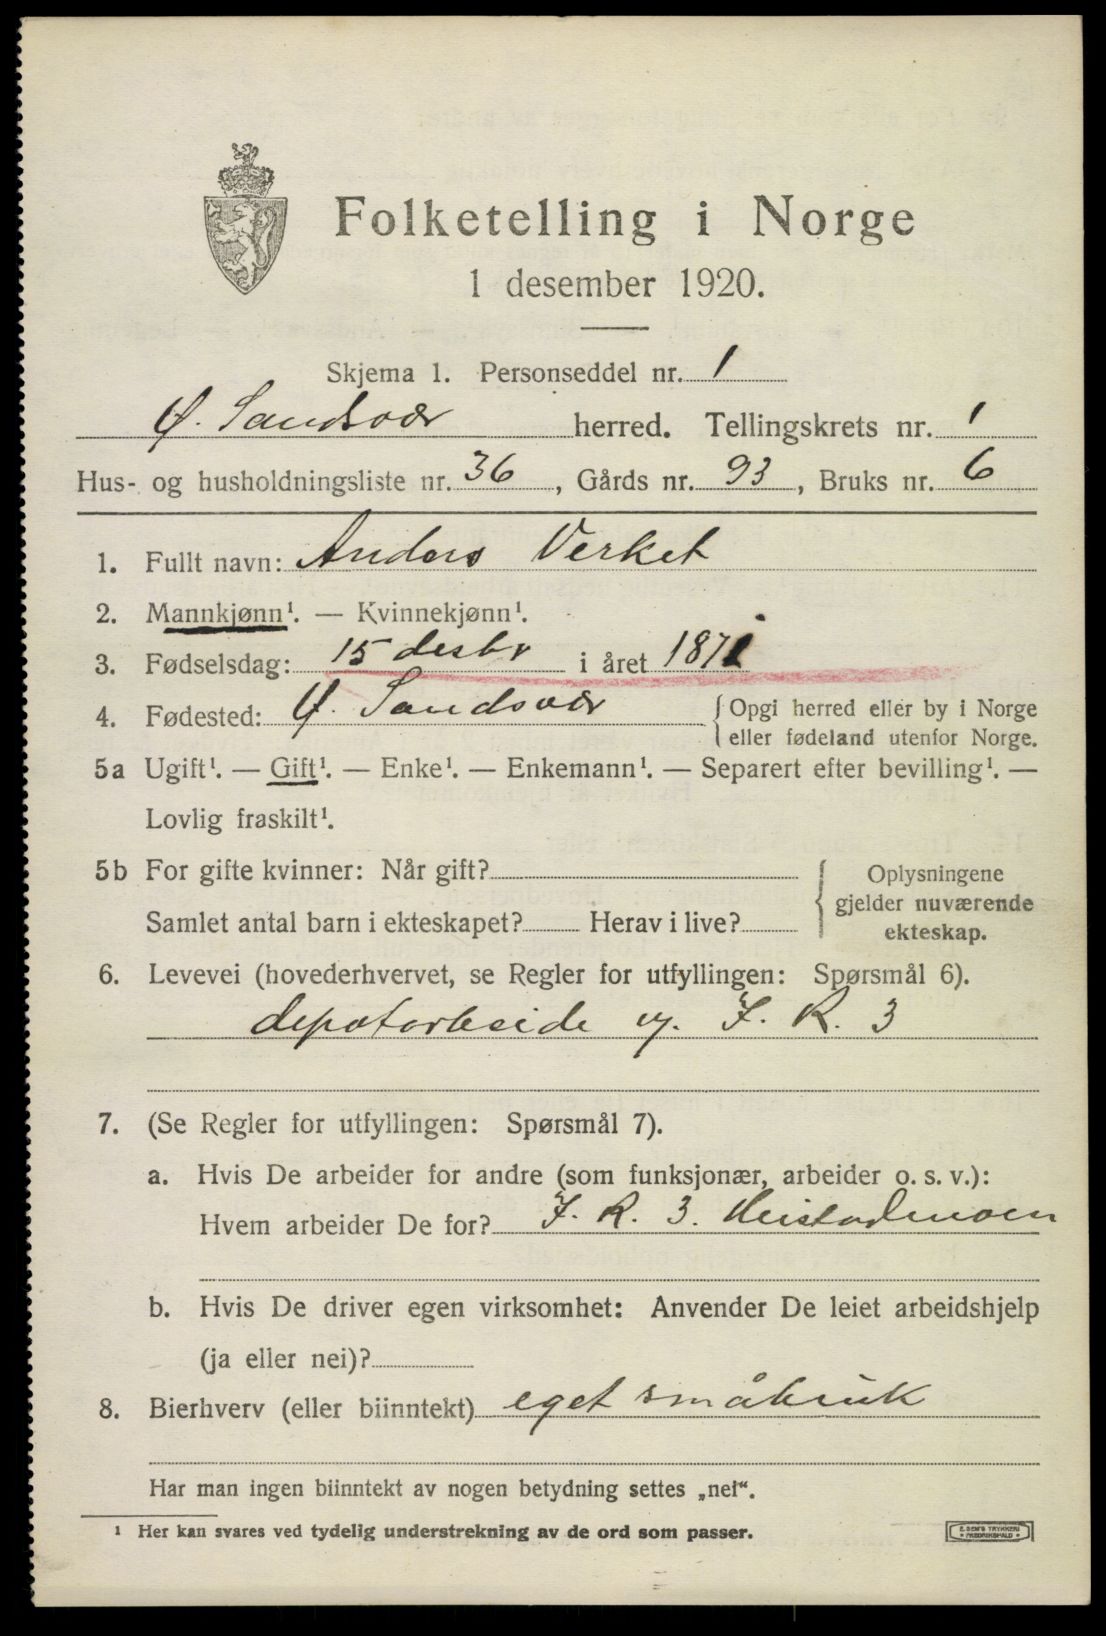 Folketelling i Norge
1 desember 1920.
Skjema 1. Personseddel nr. 1
Y. Sandsvær herred. Tellingskrets nr. 1
Hus- og husholdningsliste nr. 36, Gårds nr. 93, Bruks nr. 6
1. Fullt navn: Anders Verket
2. Mannkjønn¹. — Kvinnekjønn¹.
3. Fødselsdag: 15 desbr i året 1871
4. Fødested: Y. Sandsvær { Opgi herred eller by i Norge
eller fødeland utenfor Norge.
5a Ugift¹. — Gift¹. — Enke¹. — Enkemann¹. — Separert efter bevilling¹. —
Lovlig fraskilt¹.
5b For gifte kvinner: Når gift? { Oplysningene
gjelder nuværende
ekteskap.
Samlet antal barn i ekteskapet? Herav i live?
6. Levevei (hovederhvervet, se Regler for utfyllingen: Spørsmål 6).
depotarbeide v. I. R. 3
7. (Se Regler for utfyllingen: Spørsmål 7).
a. Hvis De arbeider for andre (som funksjonær, arbeider o. s. v.):
Hvem arbeider De for? I. R. 3. Heistadmoen
b. Hvis De driver egen virksomhet: Anvender De leiet arbeidshjelp
(ja eller nei)?
8. Bierhverv (eller biinntekt) eget småbruk
Har man ingen biinntekt av nogen betydning settes „nei“.
¹ Her kan svares ved tydelig understrekning av de ord som passer.
E. SEM'S TRYKKERI
FREDRIKSHALD